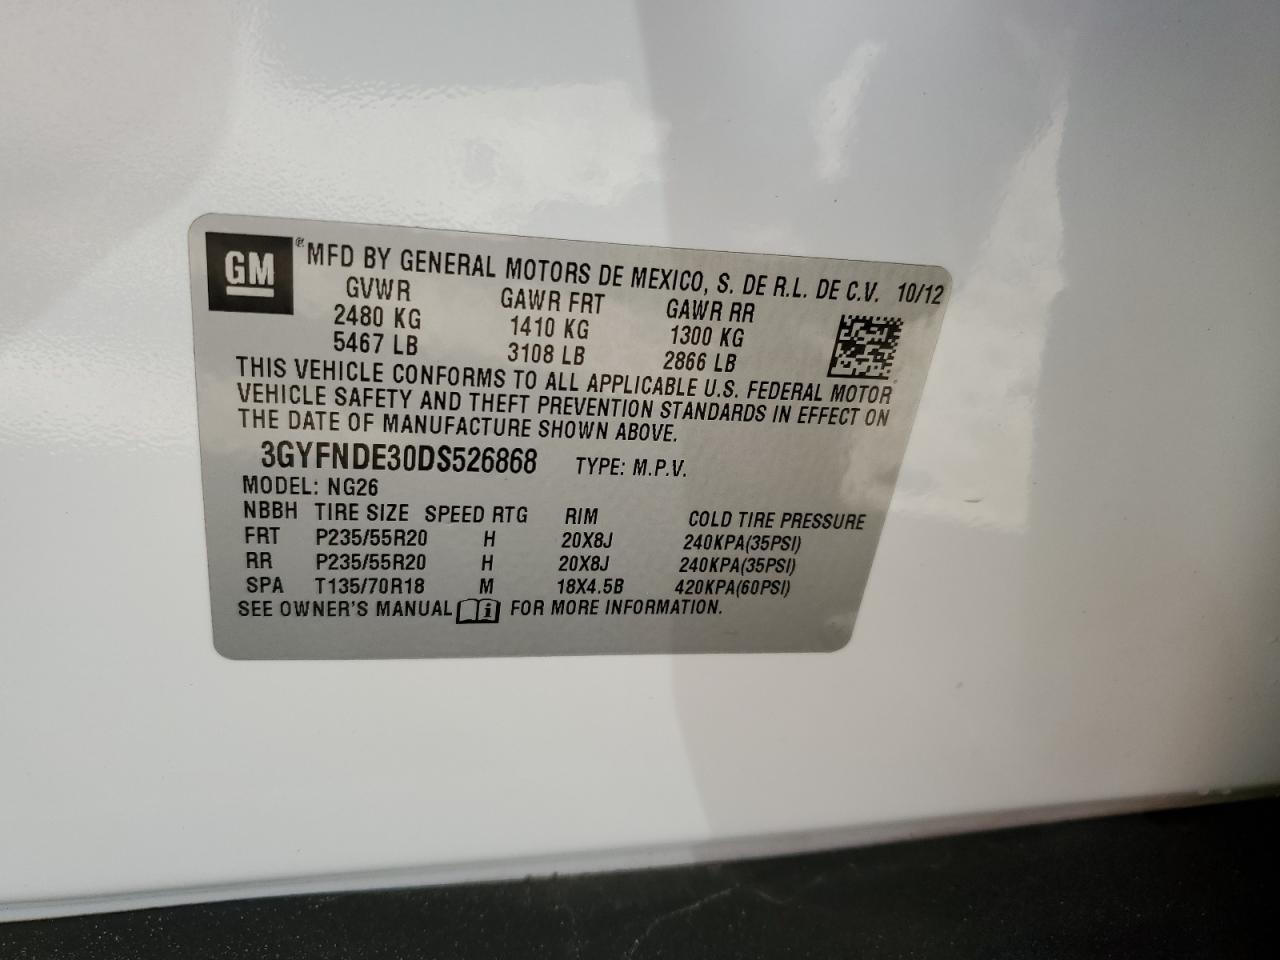 GM ® MFD BY GENERAL MOTORS DE MEXICO, S. DE R.L. DE C.V. 10/12
GVWR GAWR FRT GAWR RR
2480 KG 1410 KG 1300 KG
5467 LB 3108 LB 2866 LB
THIS VEHICLE CONFORMS TO ALL APPLICABLE U.S. FEDERAL MOTOR
VEHICLE SAFETY AND THEFT PREVENTION STANDARDS IN EFFECT ON
THE DATE OF MANUFACTURE SHOWN ABOVE.
3GYFNDE30DS526868 TYPE: M.P.V.
MODEL: NG26
NBBH TIRE SIZE SPEED RTG RIM COLD TIRE PRESSURE
FRT P235/55R20 H 20X8J 240KPA(35PSI)
RR P235/55R20 H 20X8J 240KPA(35PSI)
SPA T135/70R18 M 18X4.5B 420KPA(60PSI)
SEE OWNER'S MANUAL i FOR MORE INFORMATION.